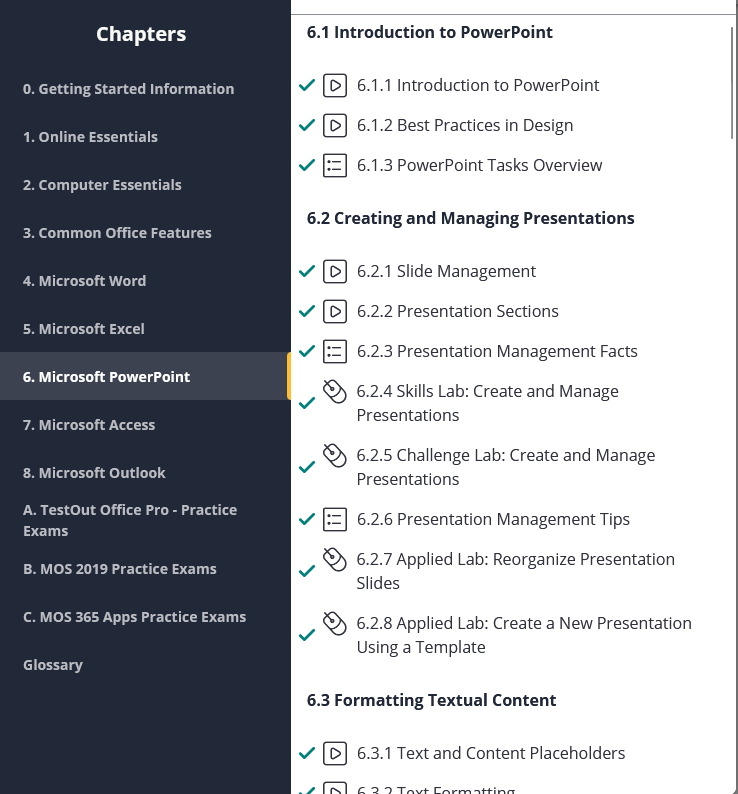 Chapters
0. Getting Started Information
1. Online Essentials
2. Computer Essentials
3. Common Office Features
4. Microsoft Word
5. Microsoft Excel
6. Microsoft PowerPoint
7. Microsoft Access
8. Microsoft Outlook
A. TestOut Office Pro - Practice
Exams
B. MOS 2019 Practice Exams
C. MOS 365 Apps Practice Exams
Glossary
6.1 Introduction to PowerPoint
6.1.1 Introduction to PowerPoint
6.1.2 Best Practices in Design
6.1.3 PowerPoint Tasks Overview
6.2 Creating and Managing Presentations
6.2.1 Slide Management
6.2.2 Presentation Sections
6.2.3 Presentation Management Facts
6.2.4 Skills Lab: Create and Manage
Presentations
6.2.5 Challenge Lab: Create and Manage
Presentations
6.2.6 Presentation Management Tips
6.2.7 Applied Lab: Reorganize Presentation
Slides
6.2.8 Applied Lab: Create a New Presentation
Using a Template
6.3 Formatting Textual Content
6.3.1 Text and Content Placeholders
6.3.2 Text Formatting